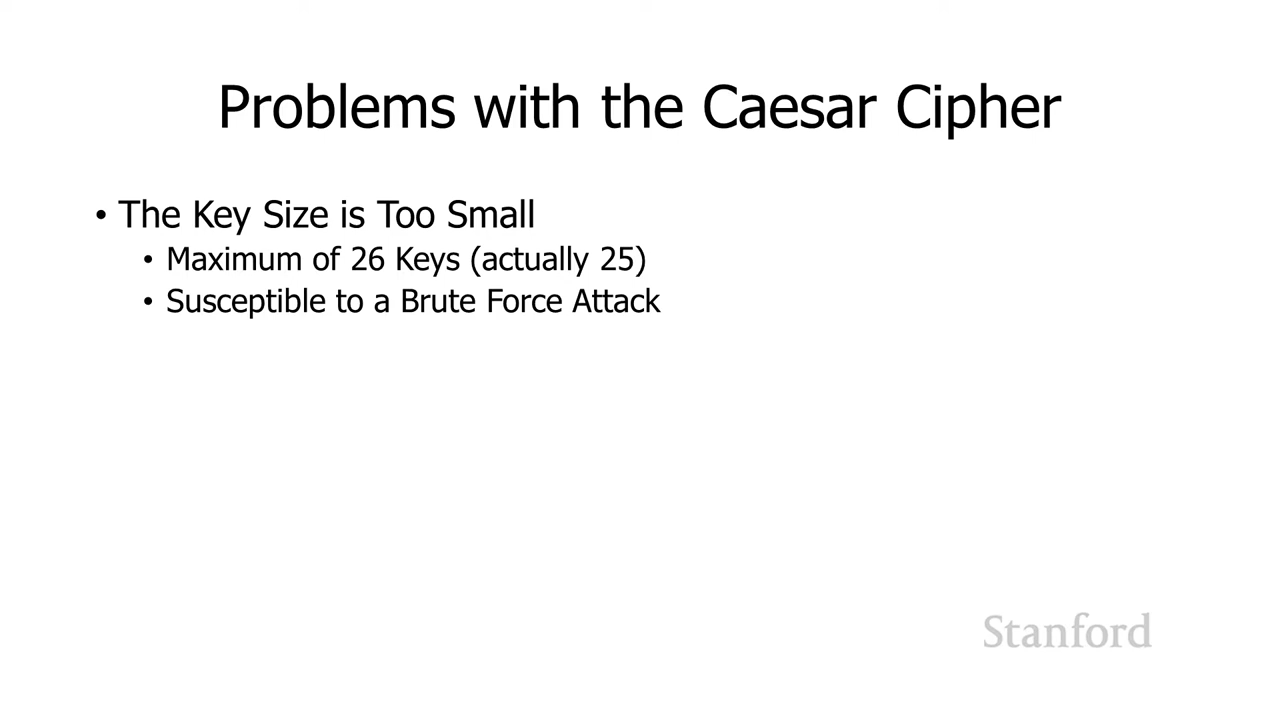 Problems with the Caesar Cipher
• The Key Size is Too Small
• Maximum of 26 Keys (actually 25)
• Susceptible to a Brute Force Attack
Stanford